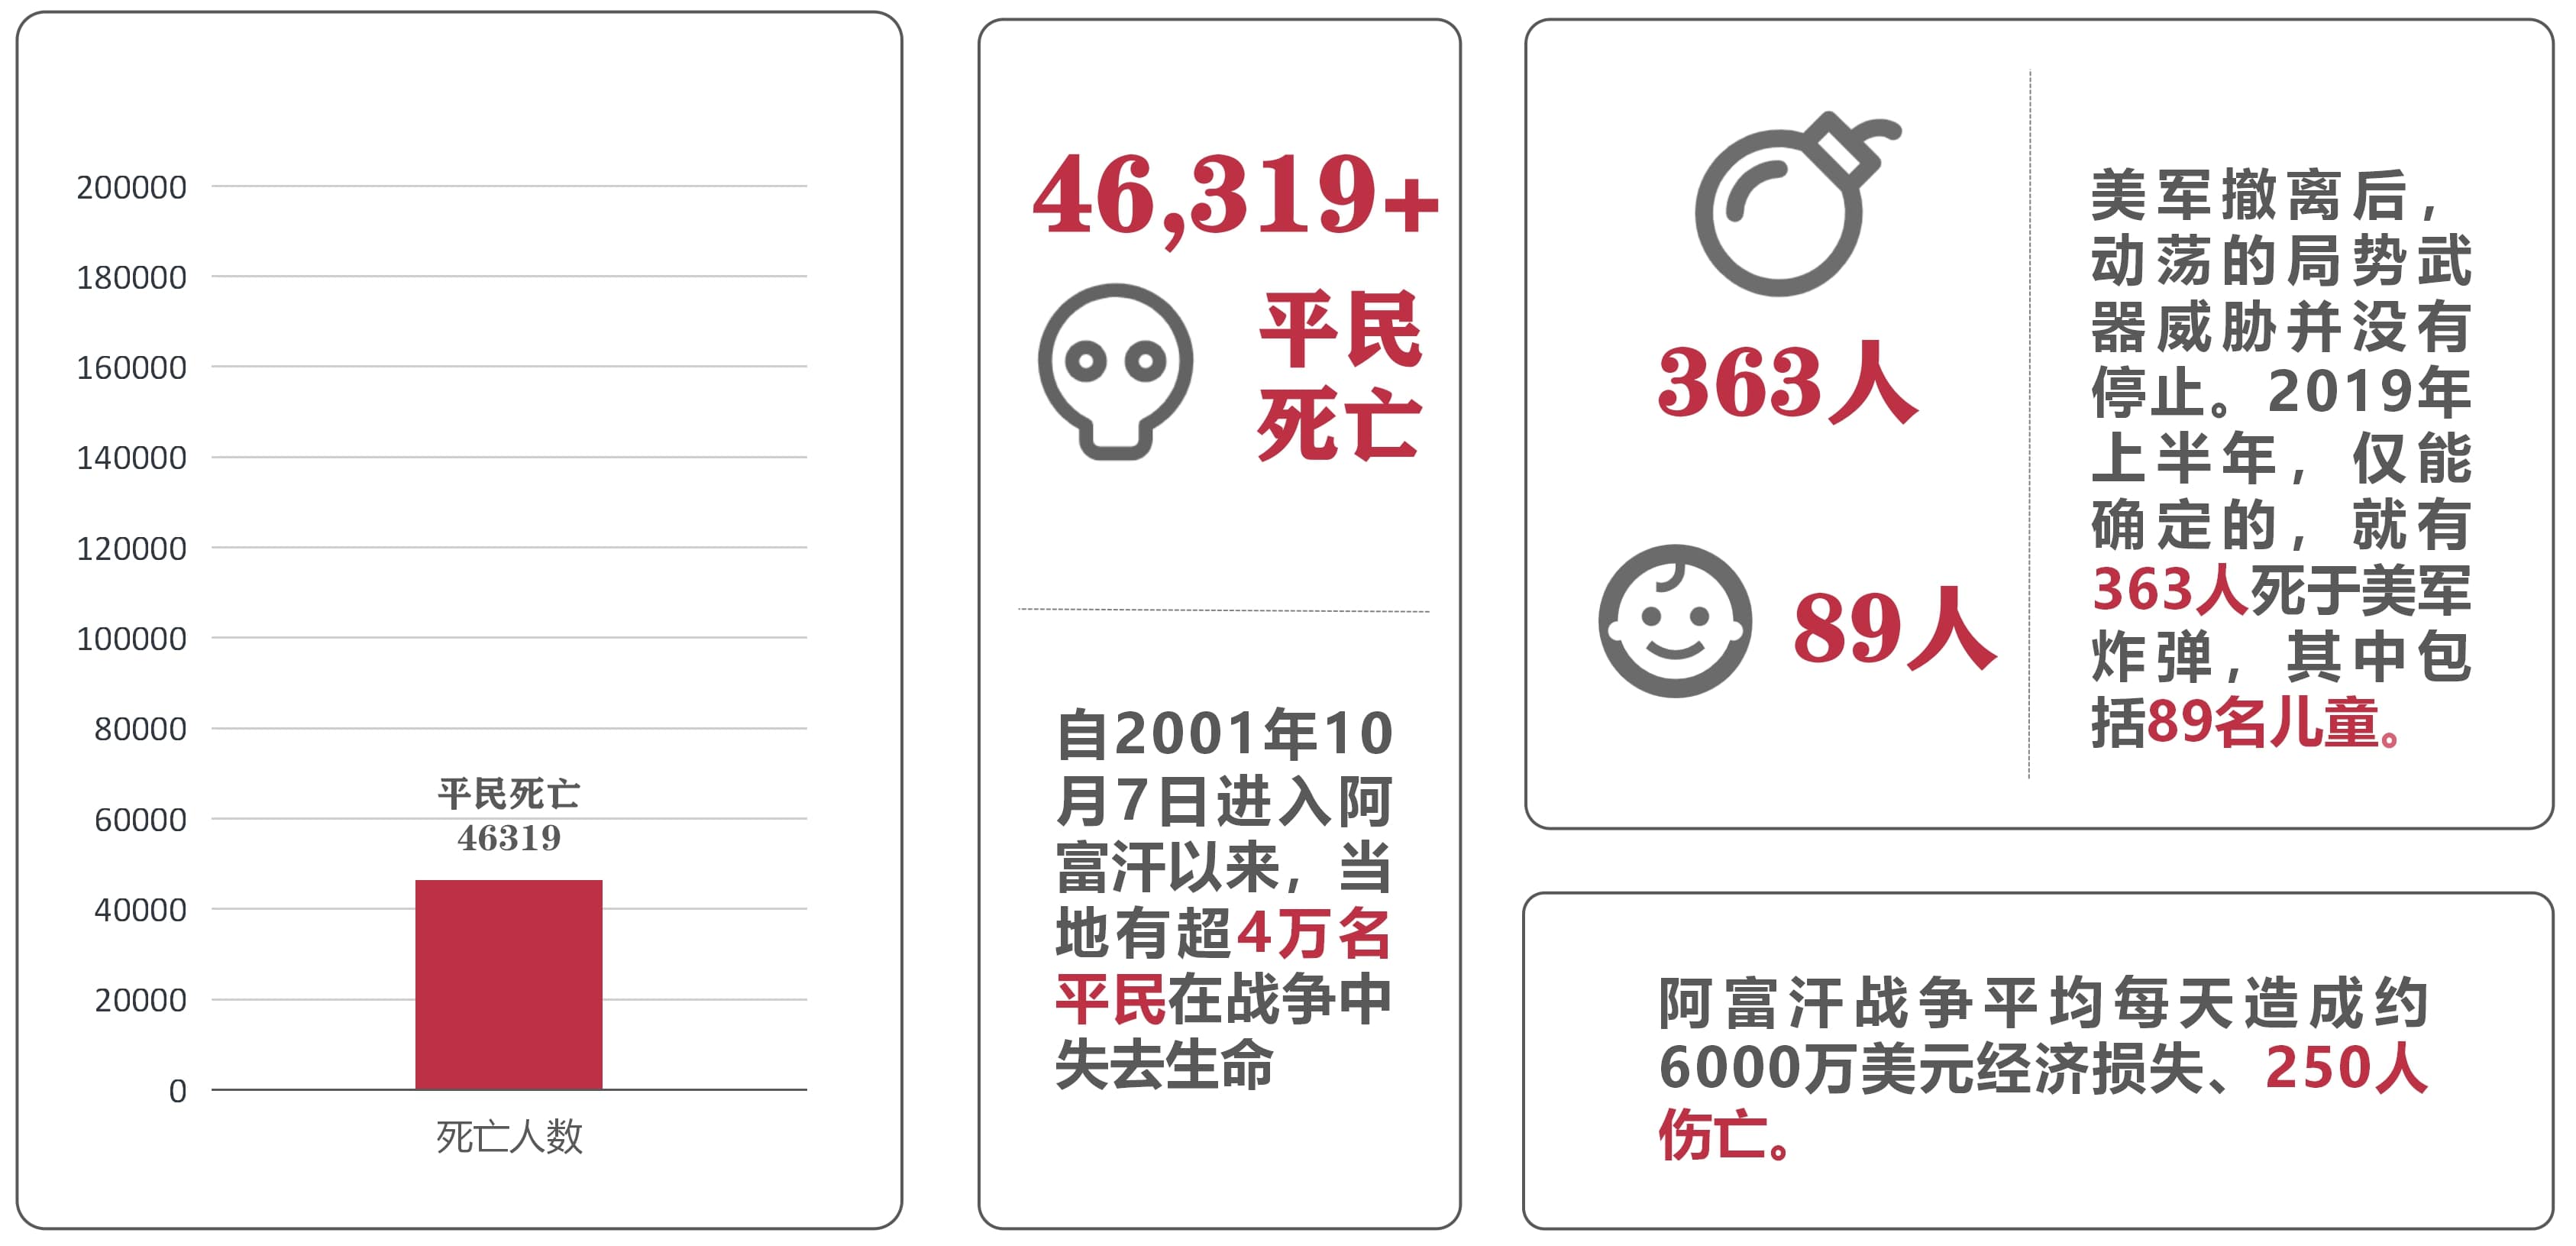 200000
180000
160000
140000
120000
100000
80000
60000
40000
20000
0
平民死亡
46319
死亡人数
46,319+
平民
死亡
自2001年10
月7日进入阿
富汗以来，当
地有超4万名
平民在战争中
失去生命
363人
89人
美军撤离后，
动荡的局势武
器威胁并没有
停止。2019年
上半年，仅能
确定的，就有
363人死于美军
炸弹，其中包
括89名儿童。
阿富汗战争平均每天造成约
6000万美元经济损失、250人
伤亡。